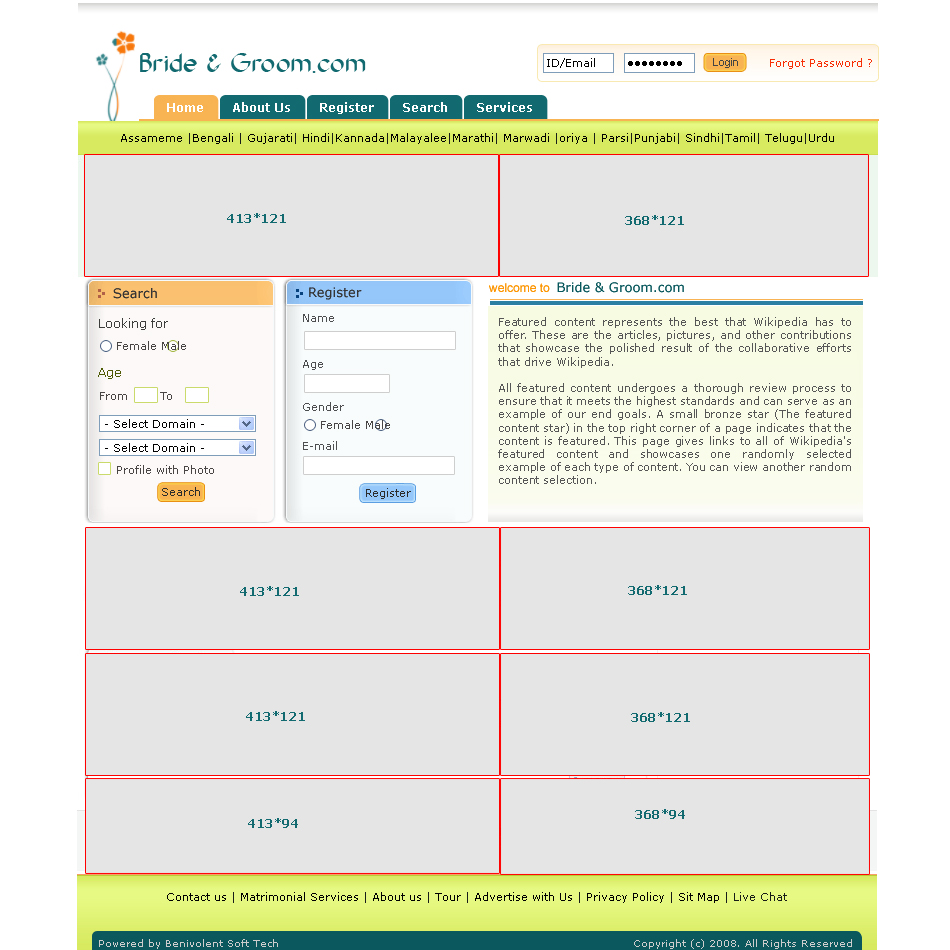 Bride & Groom.com
ID/Email ●●●●●●●● Login Forgot Password ?
Home About Us Register Search Services
Assameme |Bengali | Gujarati| Hindi|Kannada|Malayalee|Marathi| Marwadi |oriya | Parsi|Punjabi| Sindhi|Tamil| Telugu|Urdu
413*121
368*121
Search
Looking for
Female Male
Age
From To
- Select Domain -
- Select Domain -
Profile with Photo
Search
Register
Name
Age
Gender
Female Male
E-mail
Register
welcome to Bride & Groom.com
Featured content represents the best that Wikipedia has to
offer. These are the articles, pictures, and other contributions
that showcase the polished result of the collaborative efforts
that drive Wikipedia.
All featured content undergoes a thorough review process to
ensure that it meets the highest standards and can serve as an
example of our end goals. A small bronze star (The featured
content star) in the top right corner of a page indicates that the
content is featured. This page gives links to all of Wikipedia's
featured content and showcases one randomly selected
example of each type of content. You can view another random
content selection.
413*121
368*121
413*121
368*121
413*94
368*94
Contact us | Matrimonial Services | About us | Tour | Advertise with Us | Privacy Policy | Sit Map | Live Chat
Powered by Benivolent Soft Tech
Copyright (c) 2008. All Rights Reserved